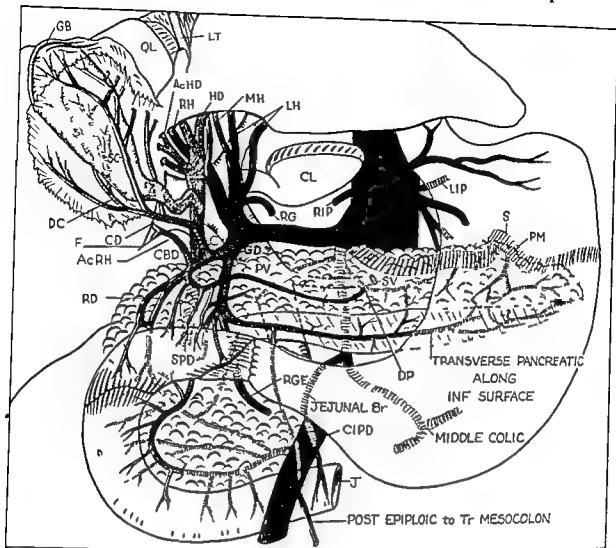 GB
QL
LT
AcHD
RH
HD
MH
LH
CL
LIP
RG
RIP
DC
F
CD
AcRH
CBD
GD
PV
SV
S
PM
RD
SPD
DP
TRANSVERSE PANCREATIC
ALONG
INF SURFACE
RGE
JEJUNAL Br
CIPD
MIDDLE COLIC
J
POST EPIPLOIC to Tr MESOCOLON